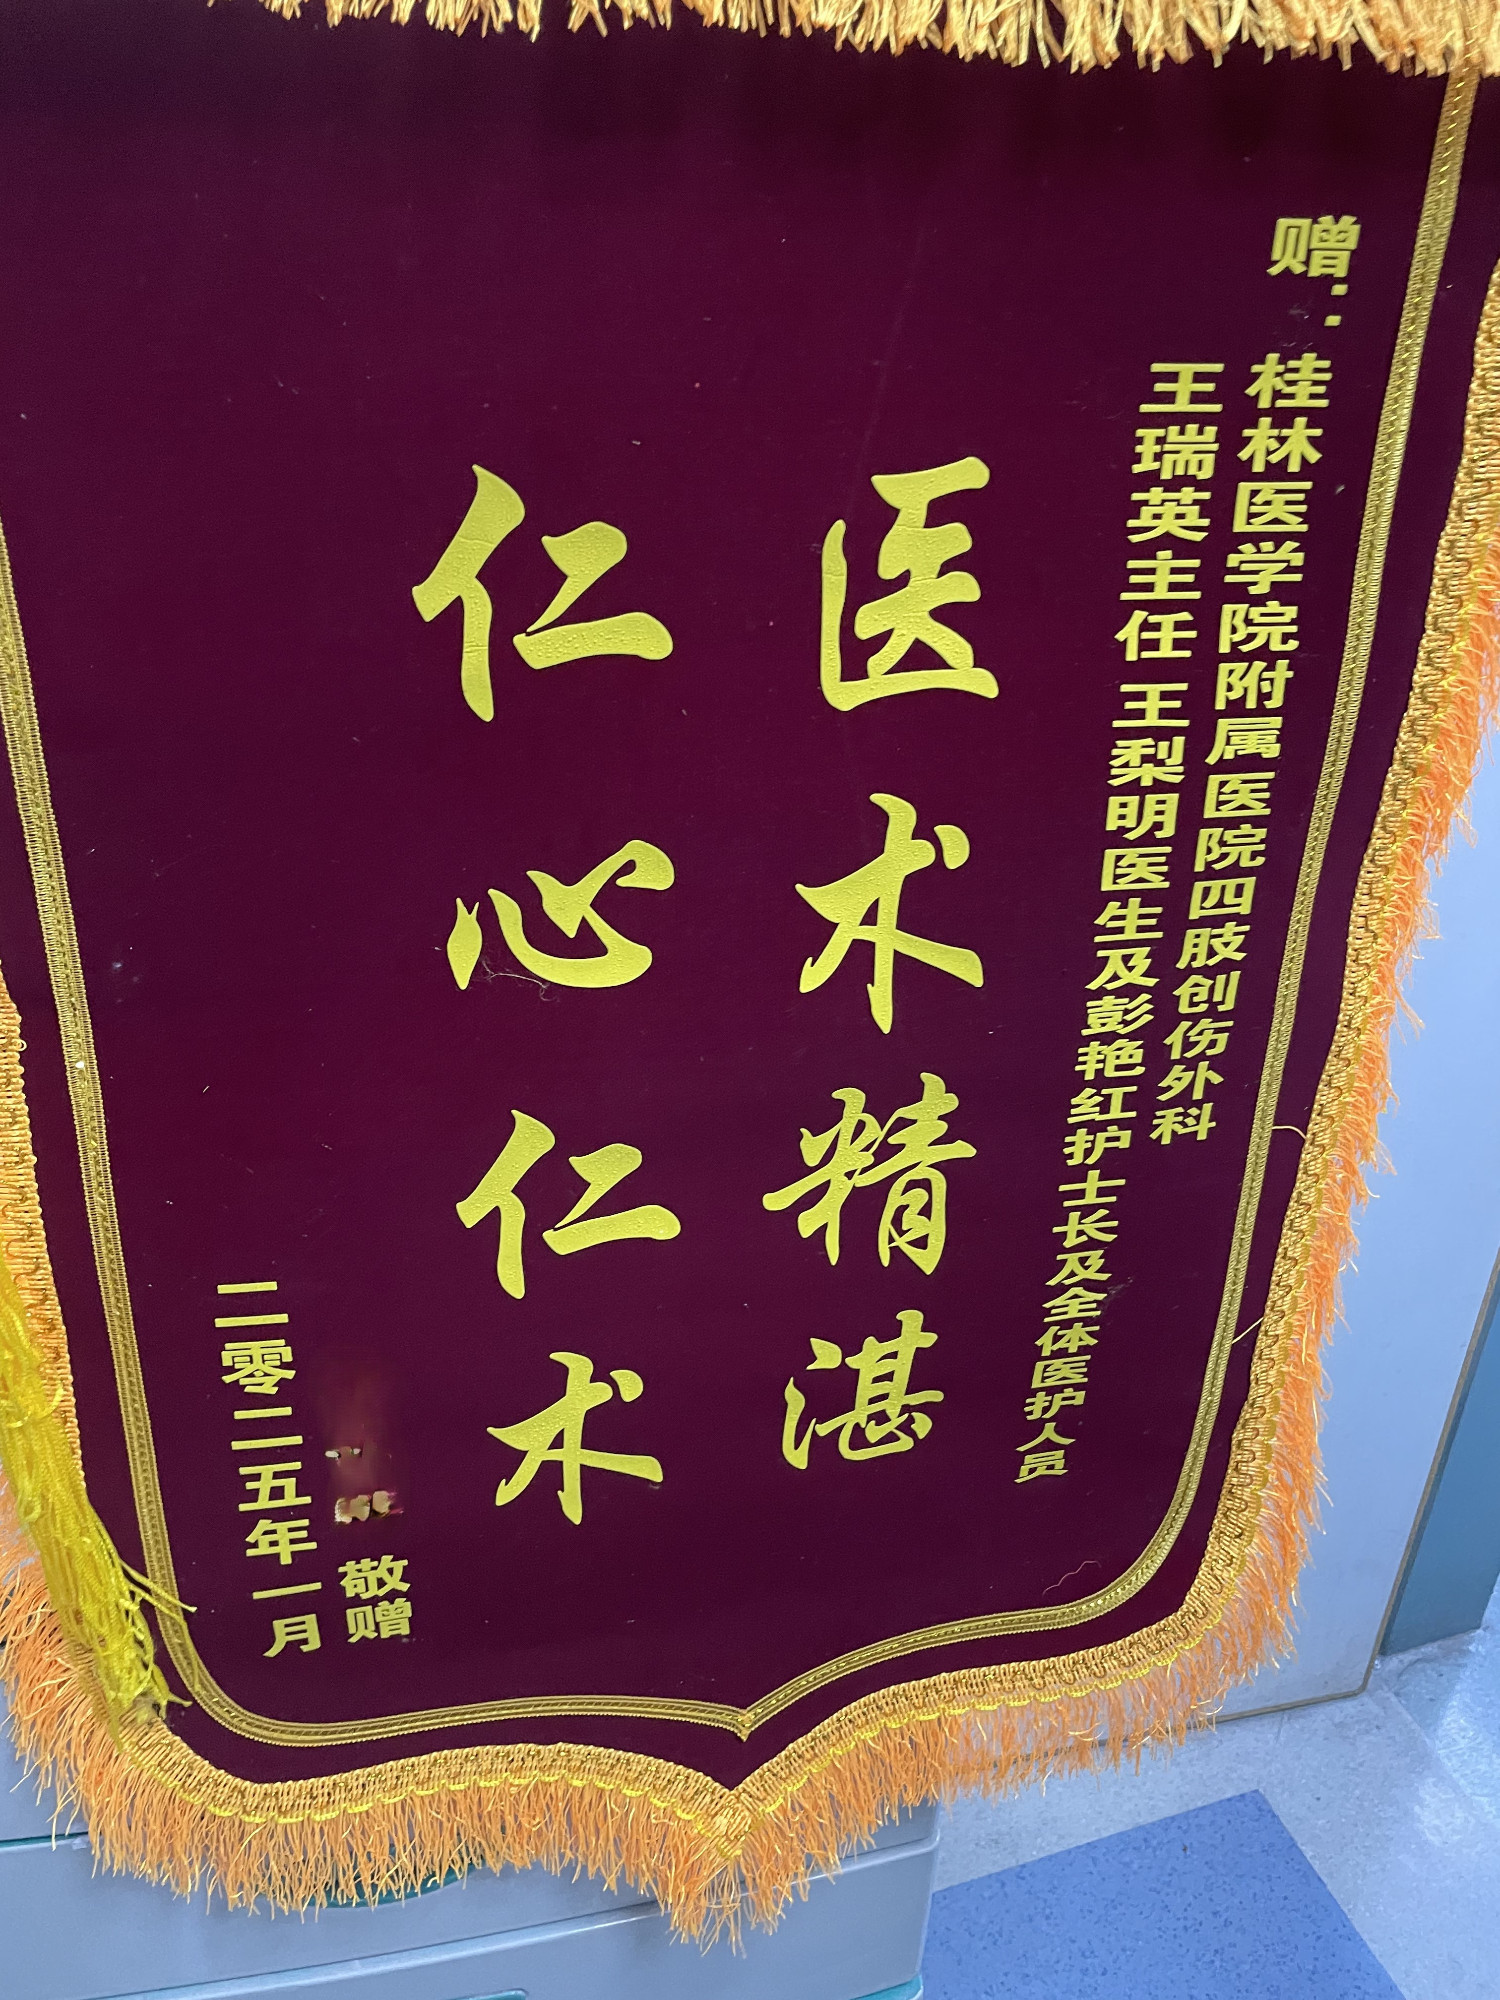 赠：桂林医学院附属医院四肢创伤外科
王瑞英主任 王梨明医生及彭艳红护士长及全体医护人员
医术精湛
仁心仁术
敬赠
二零二五年一月